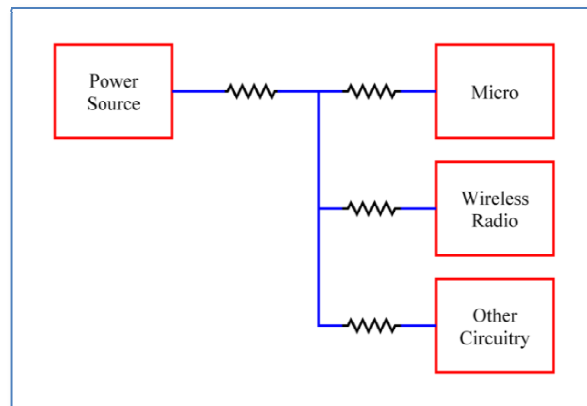 Power
Source
Micro
Wireless
Radio
Other
Circuitry